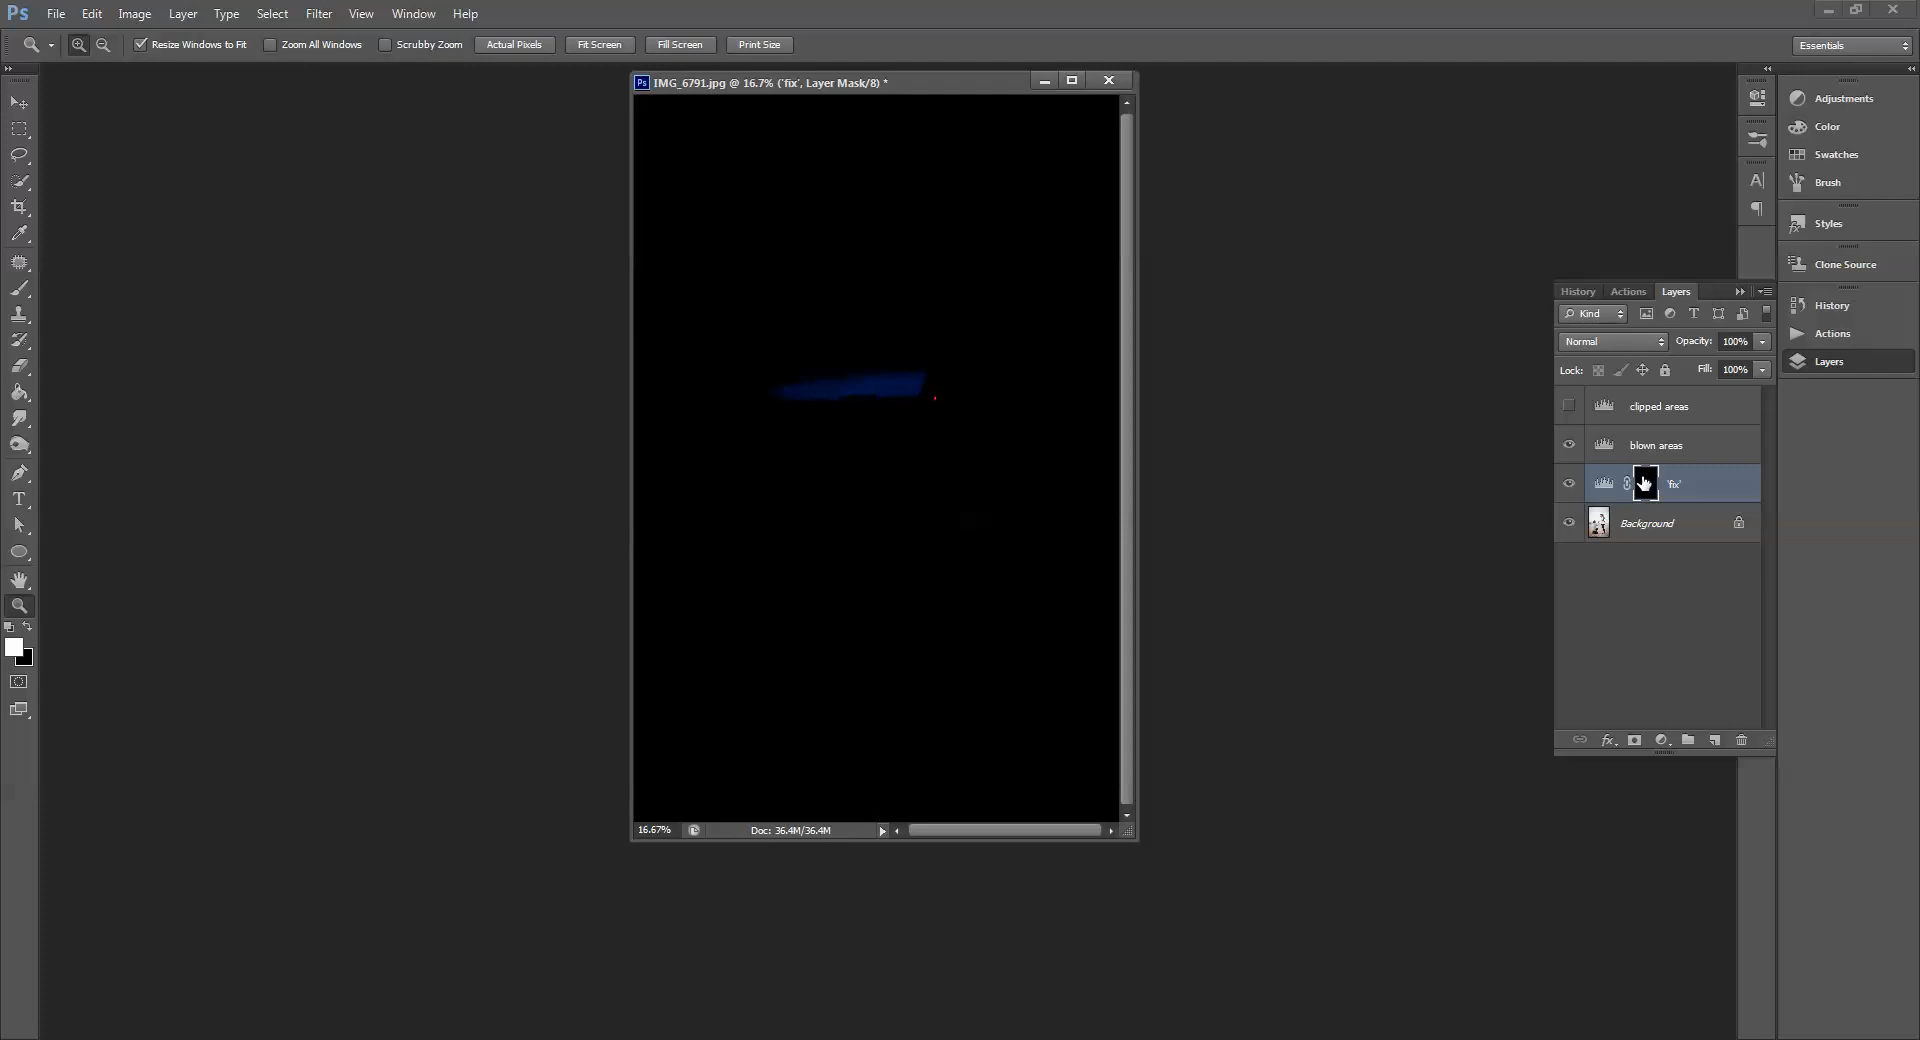 Ps File Edit Image Layer Type Select Filter View Window Help
Resize Windows to Fit Zoom All Windows Scrubby Zoom Actual Pixels Fit Screen Fill Screen Print Size Essentials
Ps IMG_6791.jpg @ 16.7% ('fix', Layer Mask/8) *
Adjustments
Color
Swatches
Brush
Styles
Clone Source
History
Actions
Layers
History Actions Layers
Kind
Normal Opacity: 100%
Lock: Fill: 100%
clipped areas
blown areas
'fix'
Background
fx
16.67% Doc: 36.4M/36.4M